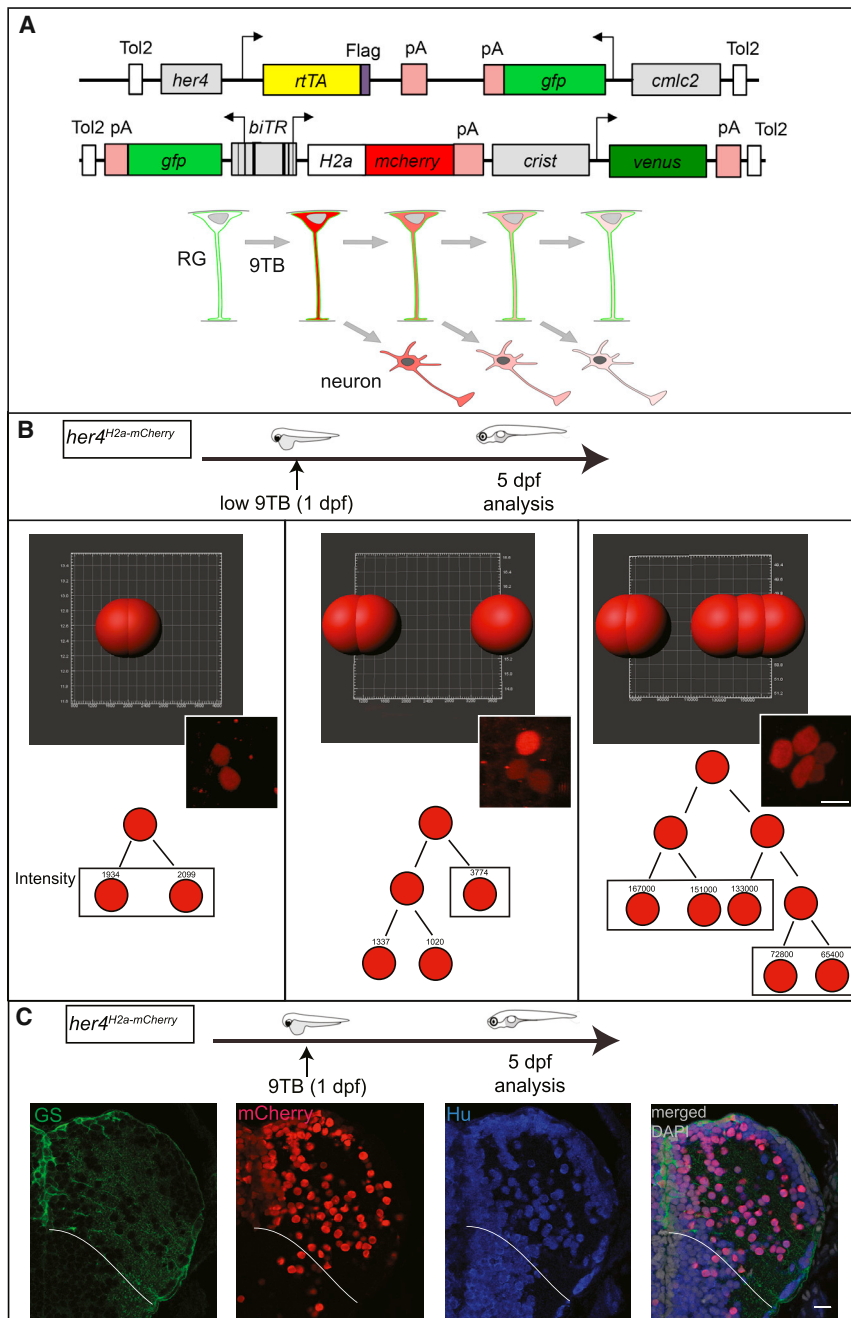 A
Tol2 her4 rtTA Flag pA pA gfp cmlc2 Tol2
Tol2 pA gfp biTR H2a mcherry pA crist venus pA Tol2
RG 9TB
neuron
B
her4H2a-mCherry
low 9TB (1 dpf)
5 dpf
analysis
Intensity
1934 2099
3774
1337 1020
167000 151000 133000
72800 65400
C
her4H2a-mCherry
9TB (1 dpf)
5 dpf
analysis
GS
mCherry
Hu
merged
DAPI